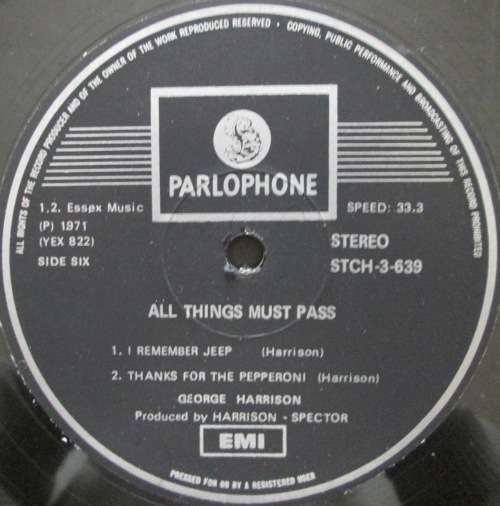 ALL RIGHTS OF THE RECORD PRODUCER AND OF THE OWNER OF THE WORK REPRODUCED RESERVED • COPYING, PUBLIC PERFORMANCE AND BROADCASTING OF THIS RECORD PROHIBITED
£
PARLOPHONE
1.2. Essex Music
SPEED: 33.3
(P) 1971
(YEX 822)
STEREO
SIDE SIX
STCH-3-639
ALL THINGS MUST PASS
1. I REMEMBER JEEP (Harrison)
2. THANKS FOR THE PEPPERONI (Harrison)
GEORGE HARRISON
Produced by HARRISON - SPECTOR
EMI
PRESSED FOR 08 BY A REGISTERED USER